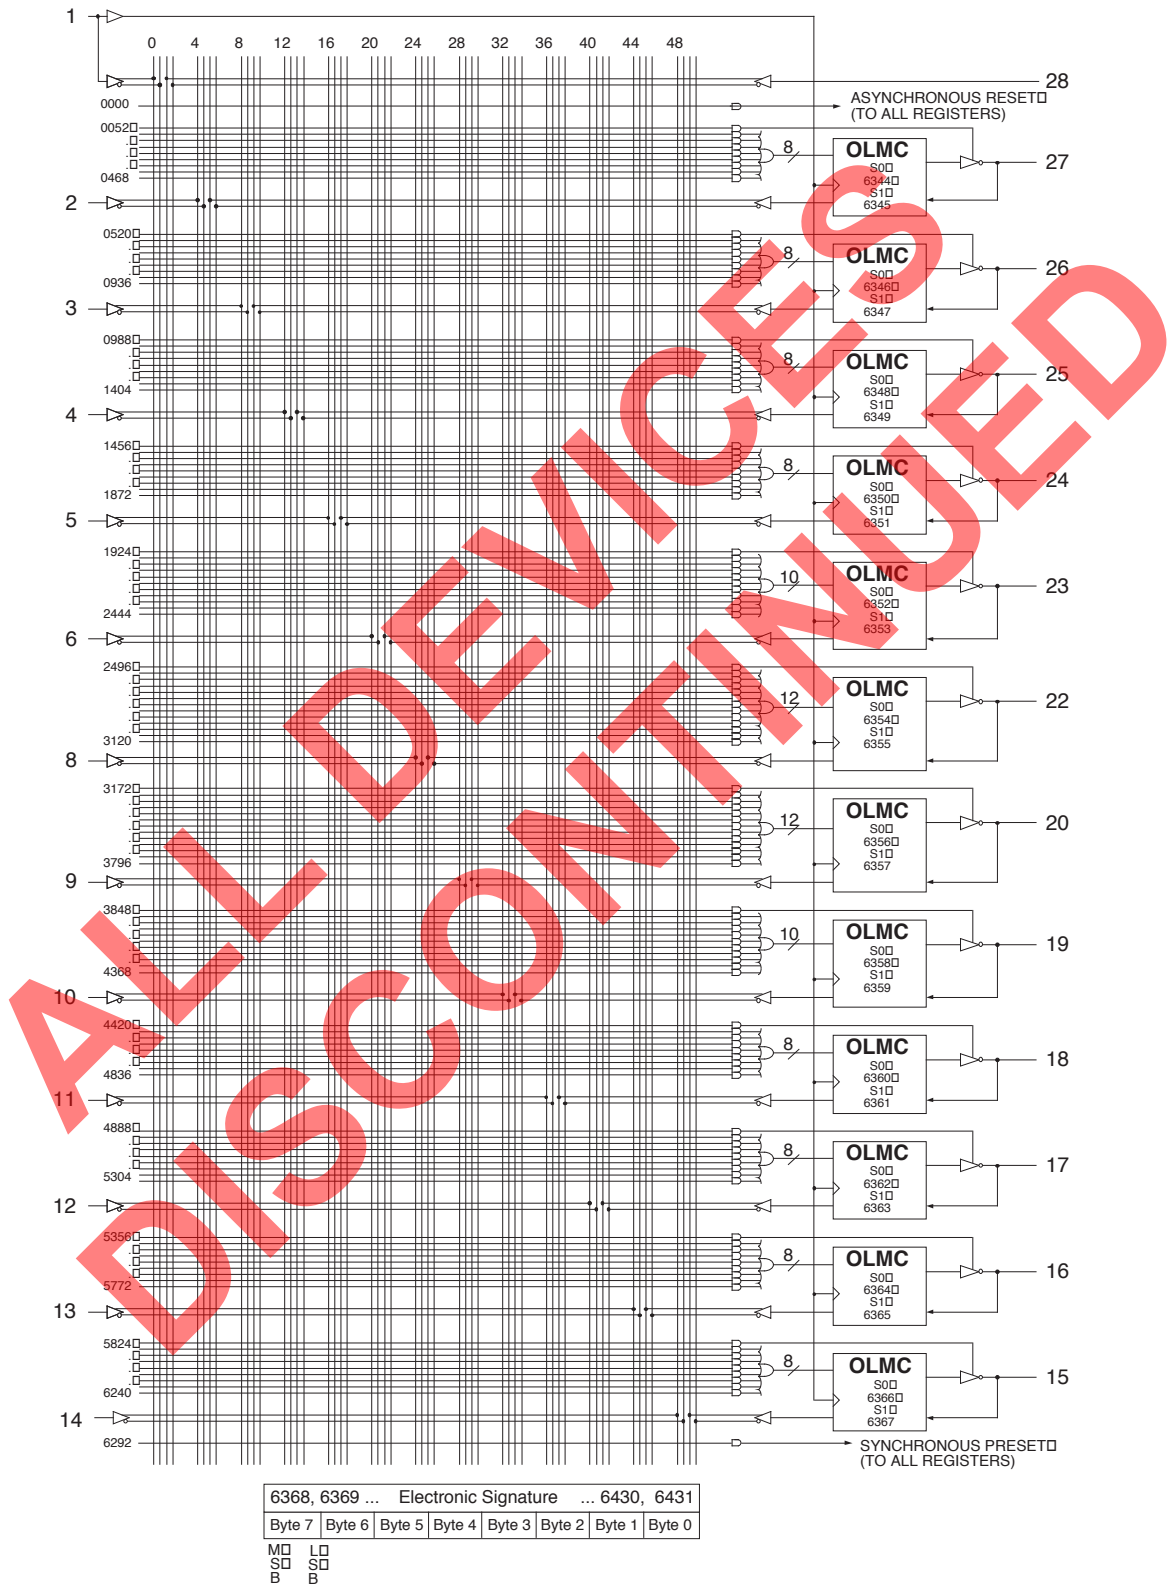 1
0 4 8 12 16 20 24 28 32 36 40 44 48
28
0000
ASYNCHRONOUS RESET□
(TO ALL REGISTERS)
0052□
.□
.□
.□
0468
8
OLMC
S0□
6344□
S1□
6345
27
2
0520□
.□
.□
.□
0936
8
OLMC
S0□
6346□
S1□
6347
26
3
0988□
.□
.□
.□
1404
8
OLMC
S0□
6348□
S1□
6349
25
4
1456□
.□
.□
.□
1872
8
OLMC
S0□
6350□
S1□
6351
24
5
1924□
.□
.□
.□
.□
2444
10
OLMC
S0□
6352□
S1□
6353
23
6
2496□
.□
.□
.□
.□
.□
3120
12
OLMC
S0□
6354□
S1□
6355
22
8
3172□
.□
.□
.□
.□
.□
3796
12
OLMC
S0□
6356□
S1□
6357
20
9
3848□
.□
.□
.□
.□
4368
10
OLMC
S0□
6358□
S1□
6359
19
10
4420□
.□
.□
.□
4836
8
OLMC
S0□
6360□
S1□
6361
18
11
4888□
.□
.□
.□
5304
8
OLMC
S0□
6362□
S1□
6363
17
12
5356□
.□
.□
.□
5772
8
OLMC
S0□
6364□
S1□
6365
16
13
5824□
.□
.□
.□
6240
8
OLMC
S0□
6366□
S1□
6367
15
14
6292
SYNCHRONOUS PRESET□
(TO ALL REGISTERS)
6368, 6369 ... Electronic Signature ... 6430, 6431
Byte 7 Byte 6 Byte 5 Byte 4 Byte 3 Byte 2 Byte 1 Byte 0
M□ L□
S□ S□
B B
ALL DEVICES
DISCONTINUED